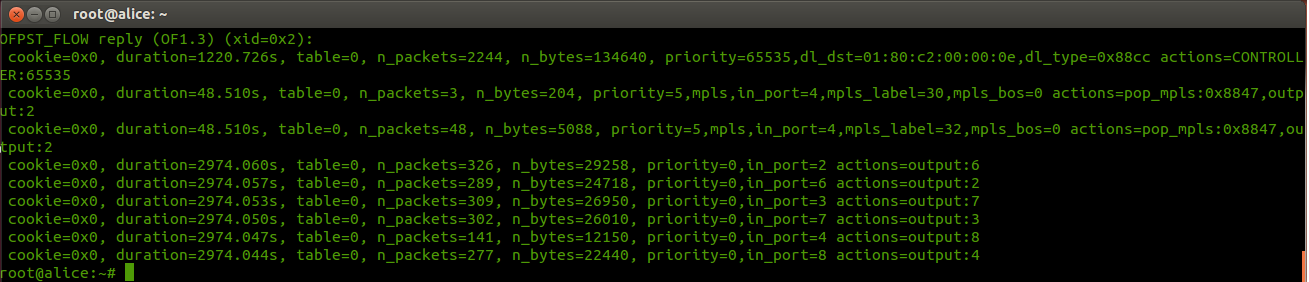 root@alice: ~
OFPST_FLOW reply (OF1.3) (xid=0x2):
 cookie=0x0, duration=1220.726s, table=0, n_packets=2244, n_bytes=134640, priority=65535,dl_dst=01:80:c2:00:00:0e,dl_type=0x88cc actions=CONTROLL
ER:65535
 cookie=0x0, duration=48.510s, table=0, n_packets=3, n_bytes=204, priority=5,mpls,in_port=4,mpls_label=30,mpls_bos=0 actions=pop_mpls:0x8847,outp
ut:2
 cookie=0x0, duration=48.510s, table=0, n_packets=48, n_bytes=5088, priority=5,mpls,in_port=4,mpls_label=32,mpls_bos=0 actions=pop_mpls:0x8847,ou
tput:2
 cookie=0x0, duration=2974.060s, table=0, n_packets=326, n_bytes=29258, priority=0,in_port=2 actions=output:6
 cookie=0x0, duration=2974.057s, table=0, n_packets=289, n_bytes=24718, priority=0,in_port=6 actions=output:2
 cookie=0x0, duration=2974.053s, table=0, n_packets=309, n_bytes=26950, priority=0,in_port=3 actions=output:7
 cookie=0x0, duration=2974.050s, table=0, n_packets=302, n_bytes=26010, priority=0,in_port=7 actions=output:3
 cookie=0x0, duration=2974.047s, table=0, n_packets=141, n_bytes=12150, priority=0,in_port=4 actions=output:8
 cookie=0x0, duration=2974.044s, table=0, n_packets=277, n_bytes=22440, priority=0,in_port=8 actions=output:4
root@alice:~#